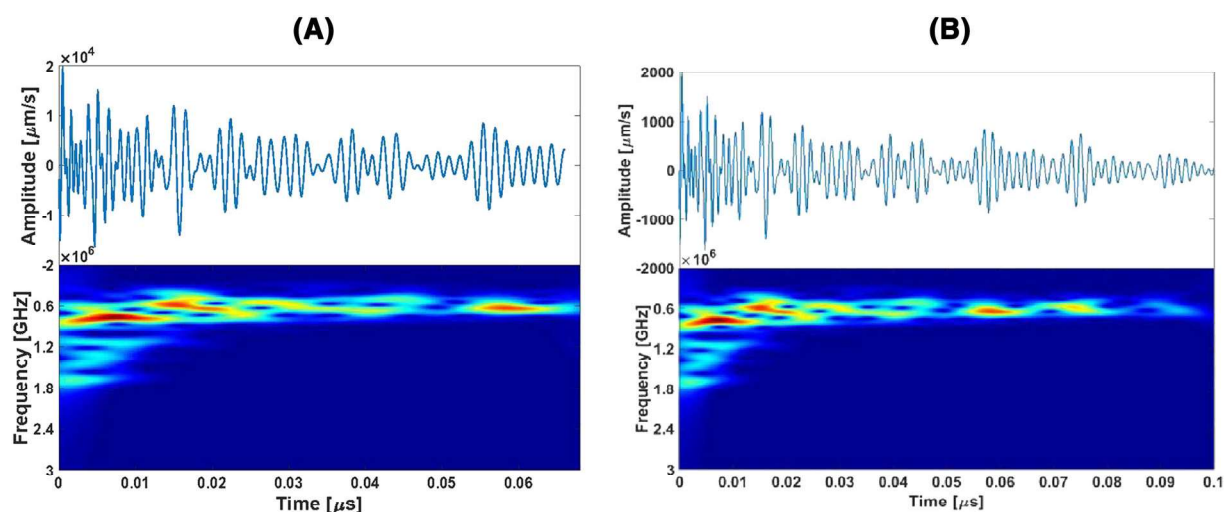 (A)
×10⁴
2
1
0
-1
-2
Amplitude [μm/s]
×10⁶
0.6
1.2
1.8
2.4
3
Frequency [GHz]
0 0.01 0.02 0.03 0.04 0.05 0.06
Time [μs]
(B)
2000
1000
0
-1000
-2000
Amplitude [μm/s]
×10⁶
0.6
1.2
1.8
2.4
3
Frequency [GHz]
0 0.01 0.02 0.03 0.04 0.05 0.06 0.07 0.08 0.09 0.1
Time [μs]